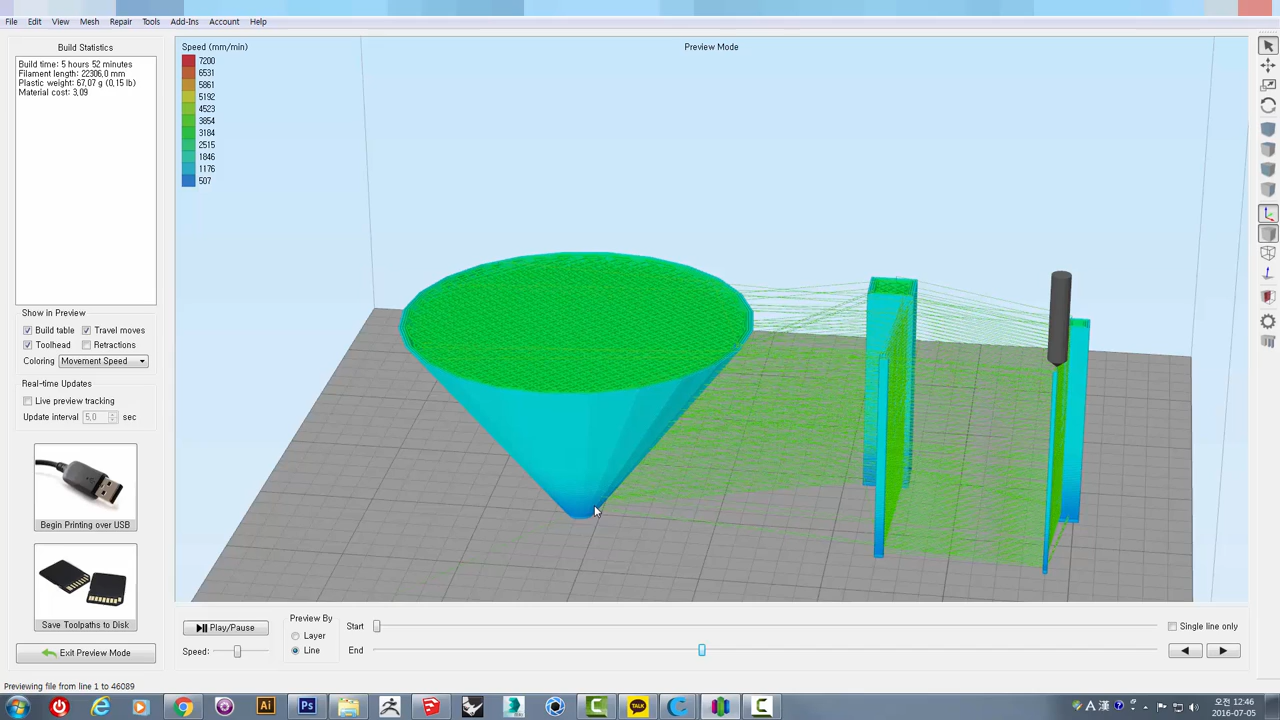 File Edit View Mesh Repair Tools Add-Ins Account Help
Build Statistics
Build time: 5 hours 52 minutes
Filament length: 22306,0 mm
Plastic weight: 67,07 g (0,15 lb)
Material cost: 3,09
Show in Preview
Build table Travel moves
Toolhead Retractions
Coloring Movement Speed
Real-time Updates
Live preview tracking
Update interval 5,0 sec
Begin Printing over USB
Save Toolpaths to Disk
Exit Preview Mode
Speed (mm/min)
7200
6531
5861
5192
4523
3854
3184
2515
1846
1176
507
Preview Mode
Play/Pause
Speed:
Preview By
Layer
Line
Start
End
Single line only
Previewing file from line 1 to 46089
Ai
Ps
TALK
A 漢
오전 12:46
2016-07-05